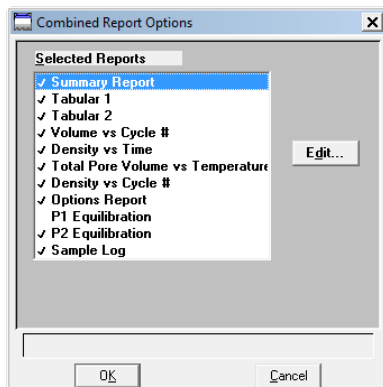 Combined Report Options
Selected Reports
✓ Summary Report
✓ Tabular 1
✓ Tabular 2
✓ Volume vs Cycle #
✓ Density vs Time
✓ Total Pore Volume vs Temperature
✓ Density vs Cycle #
✓ Options Report
P1 Equilibration
✓ P2 Equilibration
✓ Sample Log
Edit...
OK
Cancel